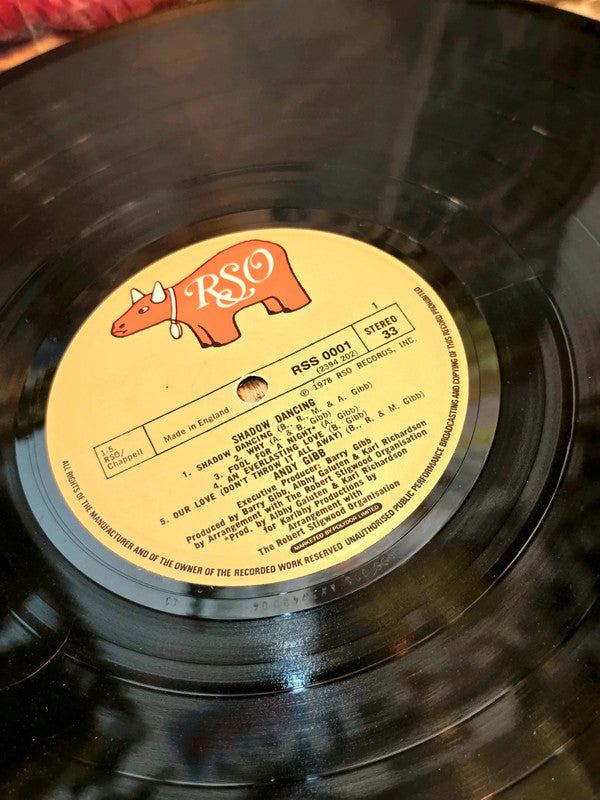 RSO
RSS 0001
(2394 202)
1
STEREO
33
℗ 1978 RSO RECORDS, INC.
Made in England
1-5.
RSO/
Chappell
SHADOW DANCING
1. SHADOW DANCING (B., R., M., & A. Gibb)
2. WHY (A. & B. Gibb)
3. FOOL FOR A NIGHT (A. Gibb)
4. AN EVERLASTING LOVE (B. Gibb)
5. OUR LOVE (DON'T THROW IT ALL AWAY) (B., R., & M. Gibb)
ANDY GIBB
Executive Producer, Barry Gibb
Produced by Barry Gibb, Albhy Galuten & Karl Richardson
by Arrangement with The Robert Stigwood Organisation
*Prod. by Albhy Galuten & Karl Richardson
for Karlbhy Productions by
Arrangement with
The Robert Stigwood Organisation
MARKETED BY POLYDOR LIMITED
ALL RIGHTS OF THE MANUFACTURER AND OF THE OWNER OF THE RECORDED WORK RESERVED UNAUTHORISED PUBLIC PERFORMANCE BROADCASTING AND COPYING OF THIS RECORD PROHIBITED